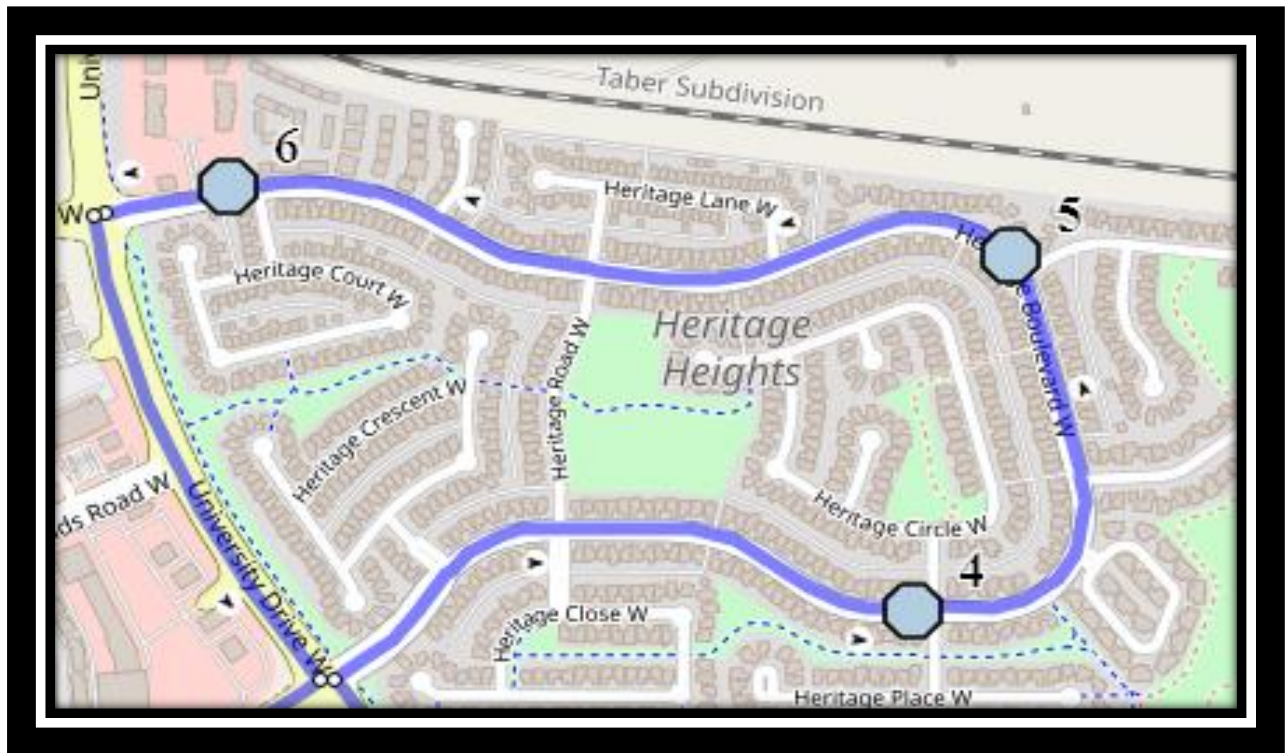 Taber Subdivision
6
Heritage Lane W
5
W
Heritage Court W
Heritage
Heights
Boulevard W
Heritage Road W
Heritage Crescent W
ds Road W
University Drive W
Heritage Circle W
4
Heritage Close W
Heritage Place W